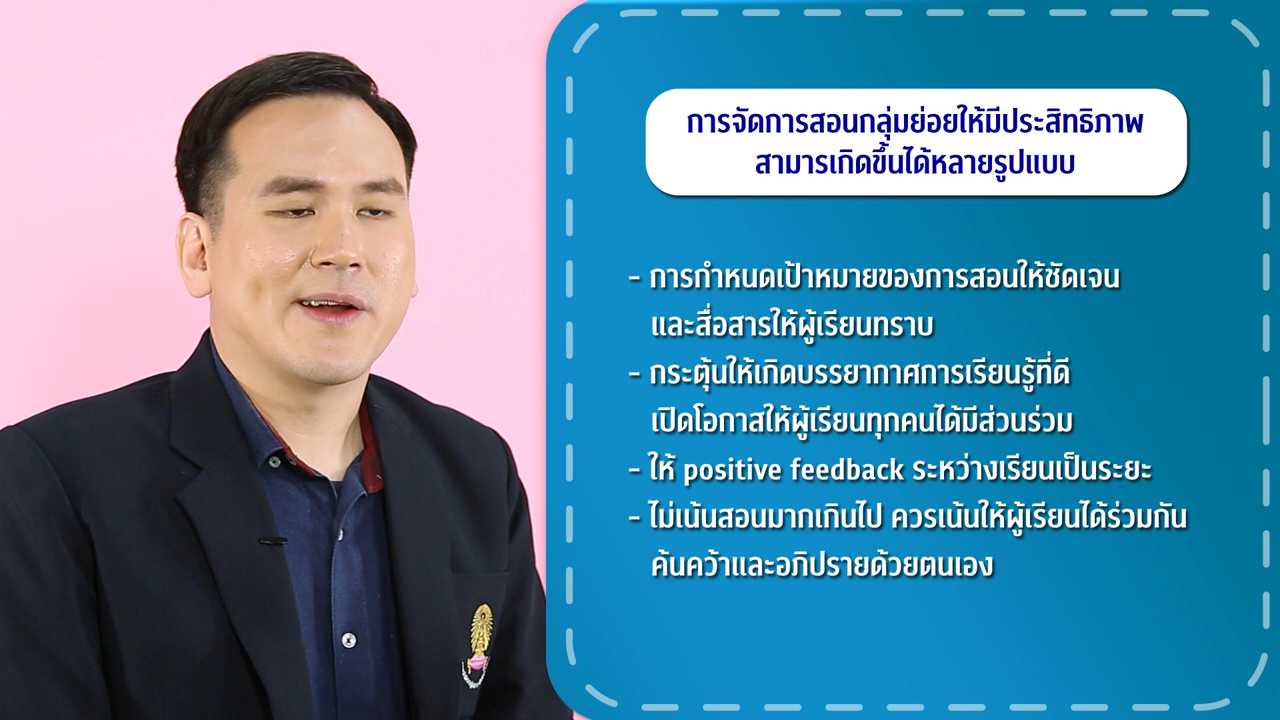 การจัดการสอนกลุ่มย่อยให้มีประสิทธิภาพ
สามารเกิดขึ้นได้หลายรูปแบบ
- การกำหนดเป้าหมายของการสอนให้ชัดเจน
และสื่อสารให้ผู้เรียนทราบ
- กระตุ้นให้เกิดบรรยากาศการเรียนรู้ที่ดี
เปิดโอกาสให้ผู้เรียนทุกคนได้มีส่วนร่วม
- ให้ positive feedback ระหว่างเรียนเป็นระยะ
- ไม่เน้นสอนมากเกินไป ควรเน้นให้ผู้เรียนได้ร่วมกัน
ค้นคว้าและอภิปรายด้วยตนเอง